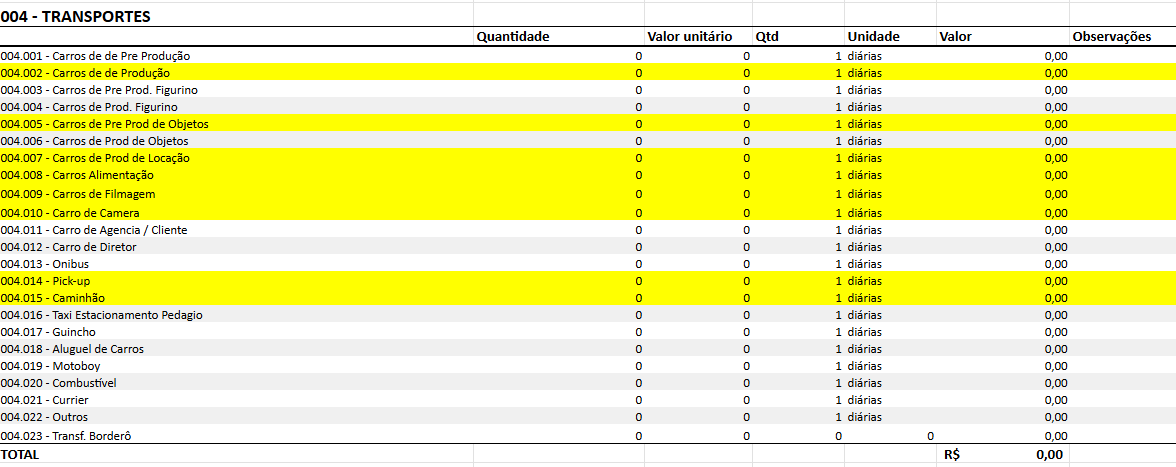 004 - TRANSPORTES
Quantidade Valor unitário Qtd Unidade Valor Observações
004.001 - Carros de de Pre Produção 0 0 1 diárias 0,00
004.002 - Carros de de Produção 0 0 1 diárias 0,00
004.003 - Carros de Pre Prod. Figurino 0 0 1 diárias 0,00
004.004 - Carros de Prod. Figurino 0 0 1 diárias 0,00
004.005 - Carros de Pre Prod de Objetos 0 0 1 diárias 0,00
004.006 - Carros de Prod de Objetos 0 0 1 diárias 0,00
004.007 - Carros de Prod de Locação 0 0 1 diárias 0,00
004.008 - Carros Alimentação 0 0 1 diárias 0,00
004.009 - Carros de Filmagem 0 0 1 diárias 0,00
004.010 - Carro de Camera 0 0 1 diárias 0,00
004.011 - Carro de Agencia / Cliente 0 0 1 diárias 0,00
004.012 - Carro de Diretor 0 0 1 diárias 0,00
004.013 - Onibus 0 0 1 diárias 0,00
004.014 - Pick-up 0 0 1 diárias 0,00
004.015 - Caminhão 0 0 1 diárias 0,00
004.016 - Taxi Estacionamento Pedagio 0 0 1 diárias 0,00
004.017 - Guincho 0 0 1 diárias 0,00
004.018 - Aluguel de Carros 0 0 1 diárias 0,00
004.019 - Motoboy 0 0 1 diárias 0,00
004.020 - Combustível 0 0 1 diárias 0,00
004.021 - Currier 0 0 1 diárias 0,00
004.022 - Outros 0 0 1 diárias 0,00
004.023 - Transf. Borderô 0 0 0 0 0,00
TOTAL R$ 0,00